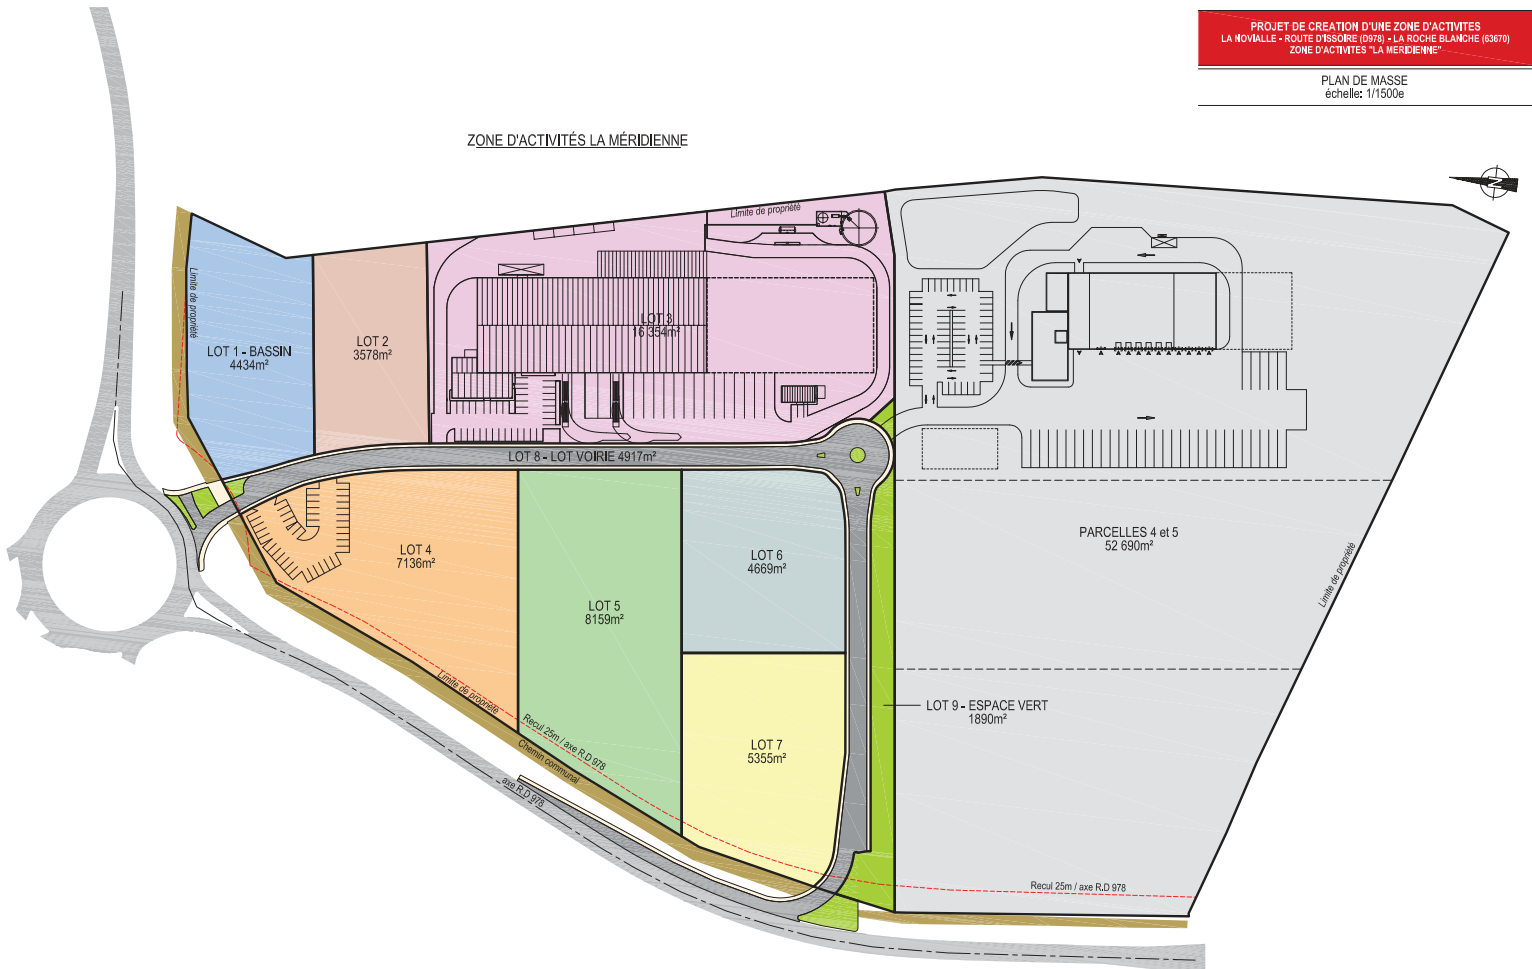 PROJET DE CREATION D'UNE ZONE D'ACTIVITES
LA NOVIALLE - ROUTE D'ISSOIRE (D978) - LA ROCHE BLANCHE (63670)
ZONE D'ACTIVITES "LA MERIDIENNE"
PLAN DE MASSE
échelle: 1/1500e
ZONE D'ACTIVITÉS LA MÉRIDIENNE
N
Limite de propriété
Limite de propriété
LOT 1 - BASSIN
4434m²
LOT 2
3578m²
LOT 3
16 354m²
LOT 8 - LOT VOIRIE 4917m²
LOT 4
7136m²
LOT 5
8159m²
LOT 6
4669m²
LOT 7
5355m²
PARCELLES 4 et 5
52 690m²
Limite de propriété
LOT 9 - ESPACE VERT
1890m²
Limite de propriété
Recul 25m / axe R.D 978
Chemin communal
axe R.D 978
Recul 25m / axe R.D 978